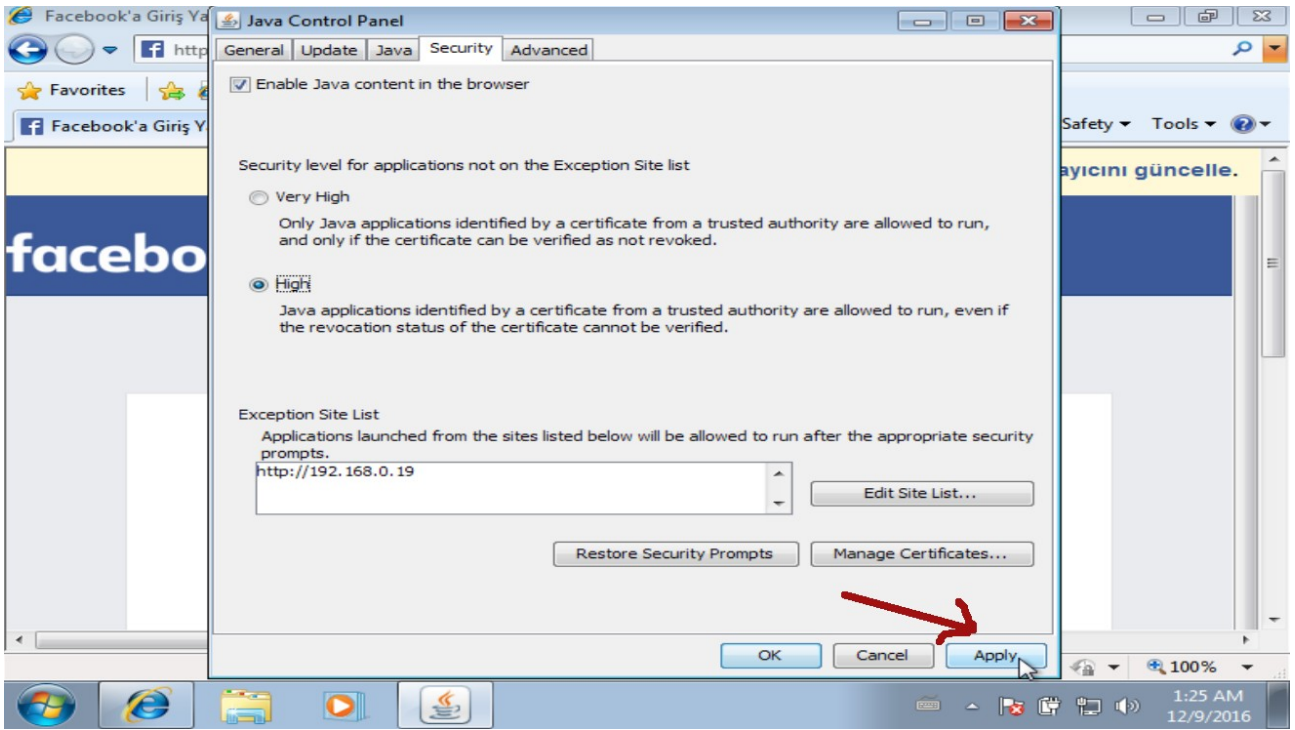 Facebook'a Giriş Ya
Java Control Panel
http
General Update Java Security Advanced
Favorites
Enable Java content in the browser
Facebook'a Giriş Y
Safety Tools
Security level for applications not on the Exception Site list
güncelle.
Very High
Only Java applications identified by a certificate from a trusted authority are allowed to run,
and only if the certificate can be verified as not revoked.
facebo
High
Java applications identified by a certificate from a trusted authority are allowed to run, even if
the revocation status of the certificate cannot be verified.
Exception Site List
Applications launched from the sites listed below will be allowed to run after the appropriate security
prompts.
http://192.168.0.19
Edit Site List...
Restore Security Prompts Manage Certificates...
OK Cancel Apply
100%
1:25 AM
12/9/2016